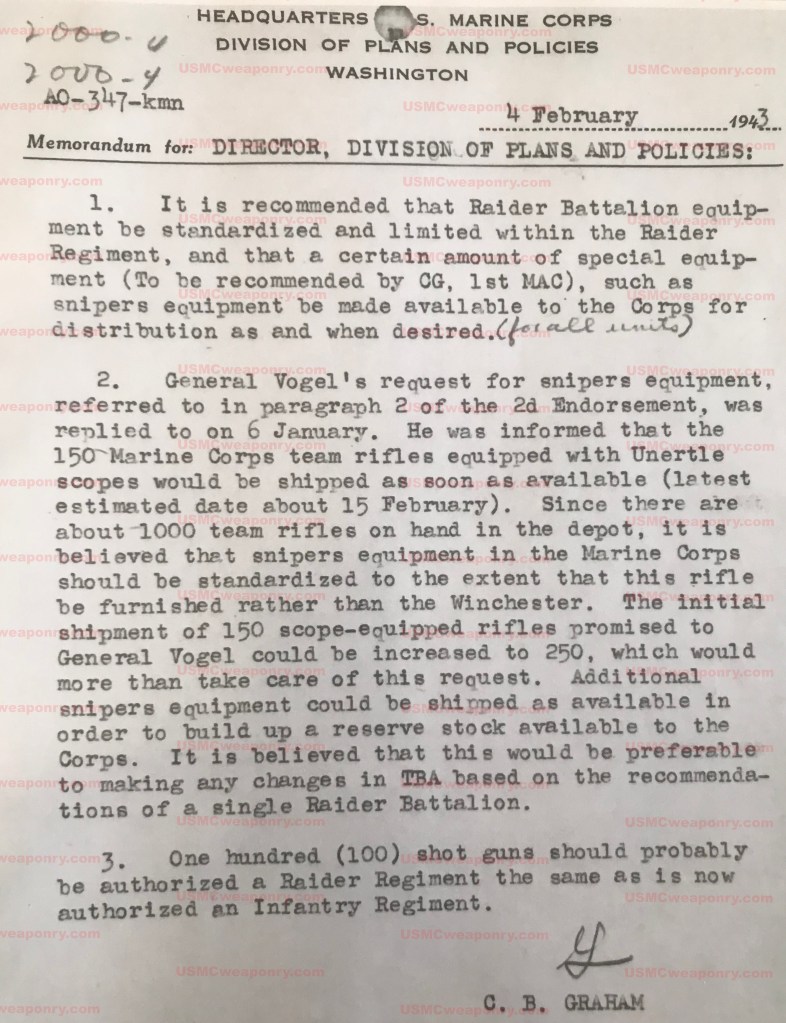 HEADQUARTERS S. MARINE CORPS
DIVISION OF PLANS AND POLICIES
WASHINGTON
2000-4
2000-4
AO-347-kmn
4 February 1943
Memorandum for: DIRECTOR, DIVISION OF PLANS AND POLICIES:
1. It is recommended that Raider Battalion equip-
ment be standardized and limited within the Raider
Regiment, and that a certain amount of special equip-
ment (To be recommended by CG, 1st MAC), such as
snipers equipment be made available to the Corps for
distribution as and when desired.(for all units)
2. General Vogel's request for snipers equipment,
referred to in paragraph 2 of the 2d Endorsement, was
replied to on 6 January. He was informed that the
150 Marine Corps team rifles equipped with Unertle
scopes would be shipped as soon as available (latest
estimated date about 15 February). Since there are
about 1000 team rifles on hand in the depot, it is
believed that snipers equipment in the Marine Corps
should be standardized to the extent that this rifle
be furnished rather than the Winchester. The initial
shipment of 150 scope-equipped rifles promised to
General Vogel could be increased to 250, which would
more than take care of this request. Additional
snipers equipment could be shipped as available in
order to build up a reserve stock available to the
Corps. It is believed that this would be preferable
to making any changes in TBA based on the recommenda-
tions of a single Raider Battalion.
3. One hundred (100) shot guns should probably
be authorized a Raider Regiment the same as is now
authorized an Infantry Regiment.
C. B. GRAHAM
USMCweaponry.com